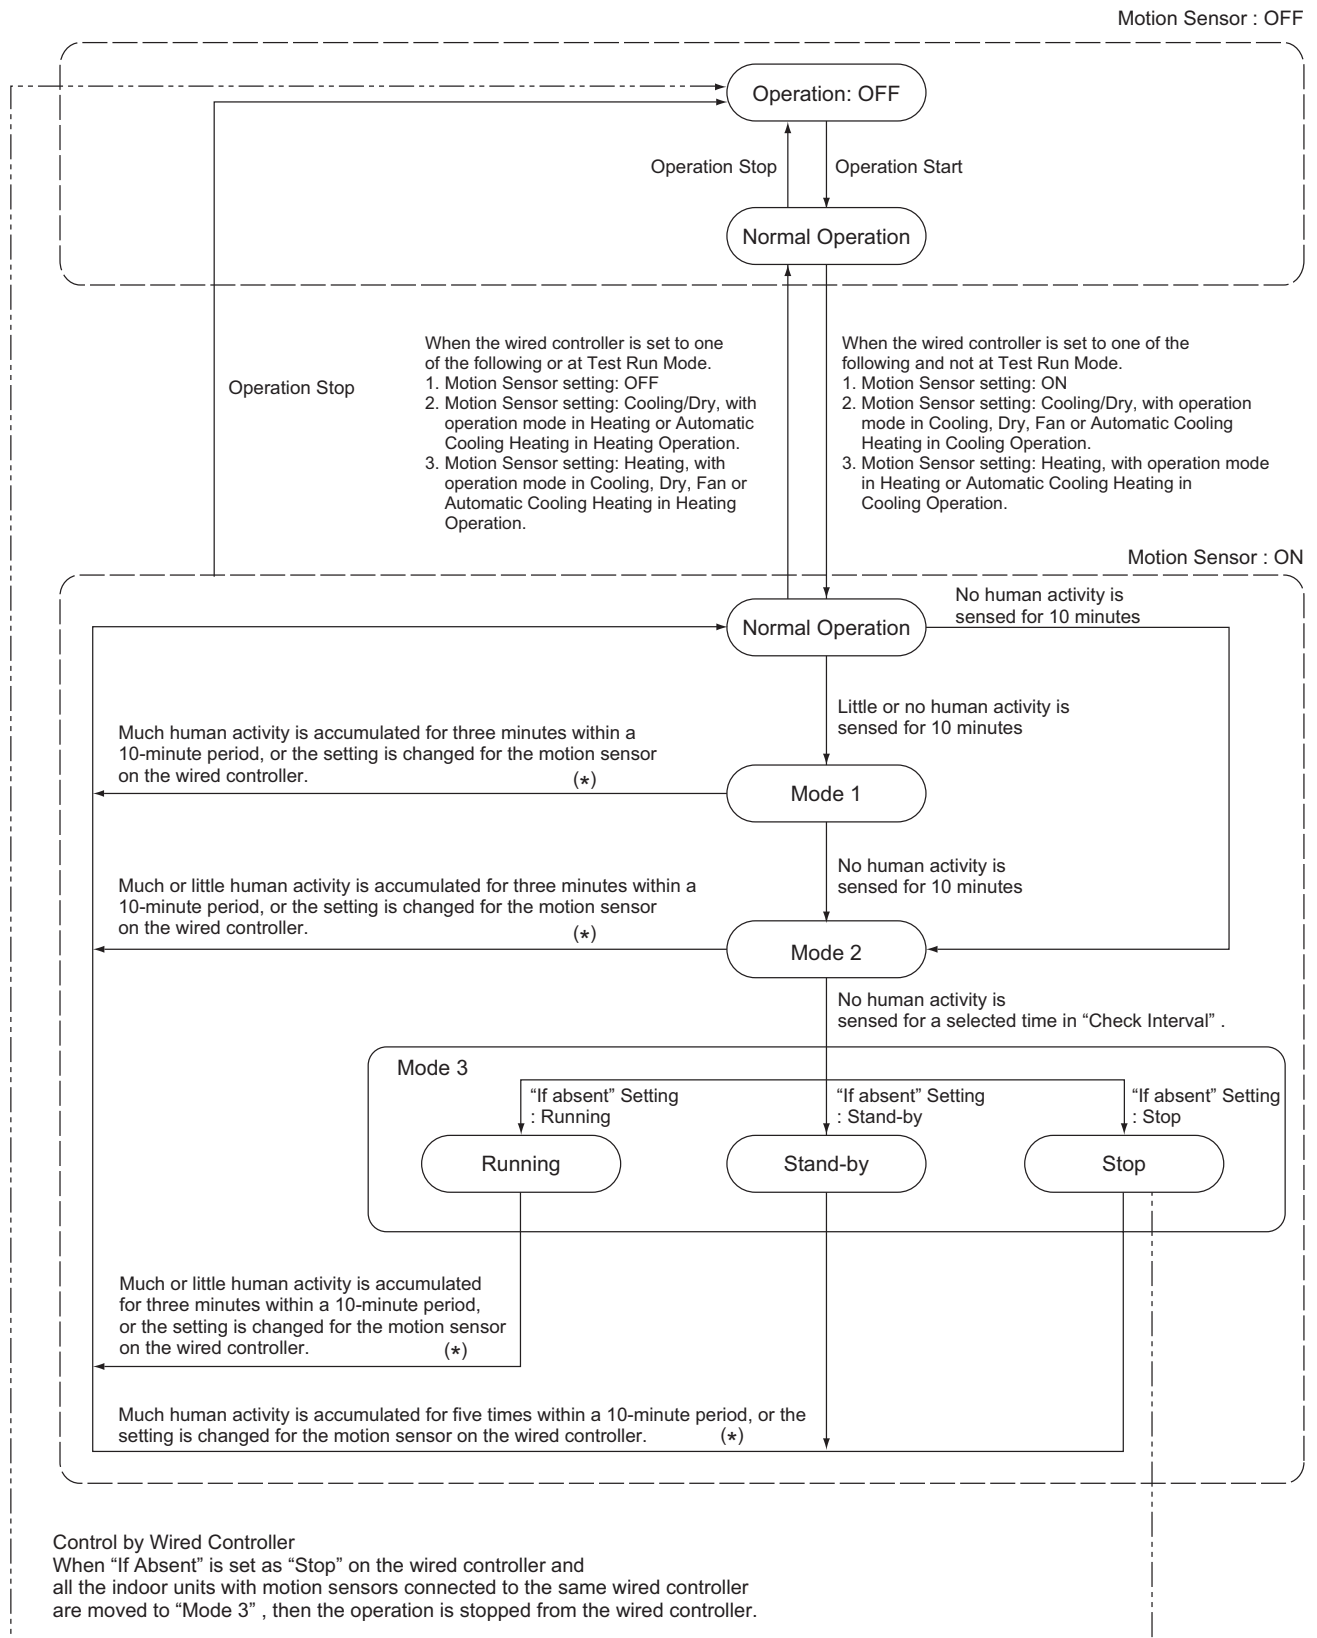 Motion Sensor : OFF
Operation: OFF
Operation Stop
Operation Start
Normal Operation
When the wired controller is set to one
of the following or at Test Run Mode.
1. Motion Sensor setting: OFF
2. Motion Sensor setting: Cooling/Dry, with
operation mode in Heating or Automatic
Cooling Heating in Heating Operation.
3. Motion Sensor setting: Heating, with
operation mode in Cooling, Dry, Fan or
Automatic Cooling Heating in Heating
Operation.
When the wired controller is set to one of the
following and not at Test Run Mode.
1. Motion Sensor setting: ON
2. Motion Sensor setting: Cooling/Dry, with operation
mode in Cooling, Dry, Fan or Automatic Cooling
Heating in Cooling Operation.
3. Motion Sensor setting: Heating, with operation mode
in Heating or Automatic Cooling Heating in
Cooling Operation.
Operation Stop
Motion Sensor : ON
Normal Operation
No human activity is
sensed for 10 minutes
Little or no human activity is
sensed for 10 minutes
Much human activity is accumulated for three minutes within a
10-minute period, or the setting is changed for the motion sensor
on the wired controller.
(*)
Mode 1
No human activity is
sensed for 10 minutes
Much or little human activity is accumulated for three minutes within a
10-minute period, or the setting is changed for the motion sensor
on the wired controller.
(*)
Mode 2
No human activity is
sensed for a selected time in “Check Interval” .
Mode 3
“If absent” Setting
: Running
“If absent” Setting
: Stand-by
“If absent” Setting
: Stop
Running
Stand-by
Stop
Much or little human activity is accumulated
for three minutes within a 10-minute period,
or the setting is changed for the motion sensor
on the wired controller.
(*)
Much human activity is accumulated for five times within a 10-minute period, or the
setting is changed for the motion sensor on the wired controller.
(*)
Control by Wired Controller
When “If Absent” is set as “Stop” on the wired controller and
all the indoor units with motion sensors connected to the same wired controller
are moved to “Mode 3” , then the operation is stopped from the wired controller.